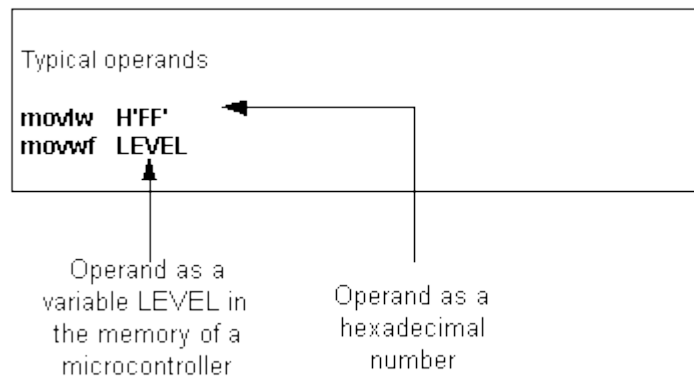 Typical operands
movlw H'FF'
movwf LEVEL
Operand as a
variable LEVEL in
the memory of a
microcontroller
Operand as a
hexadecimal
number